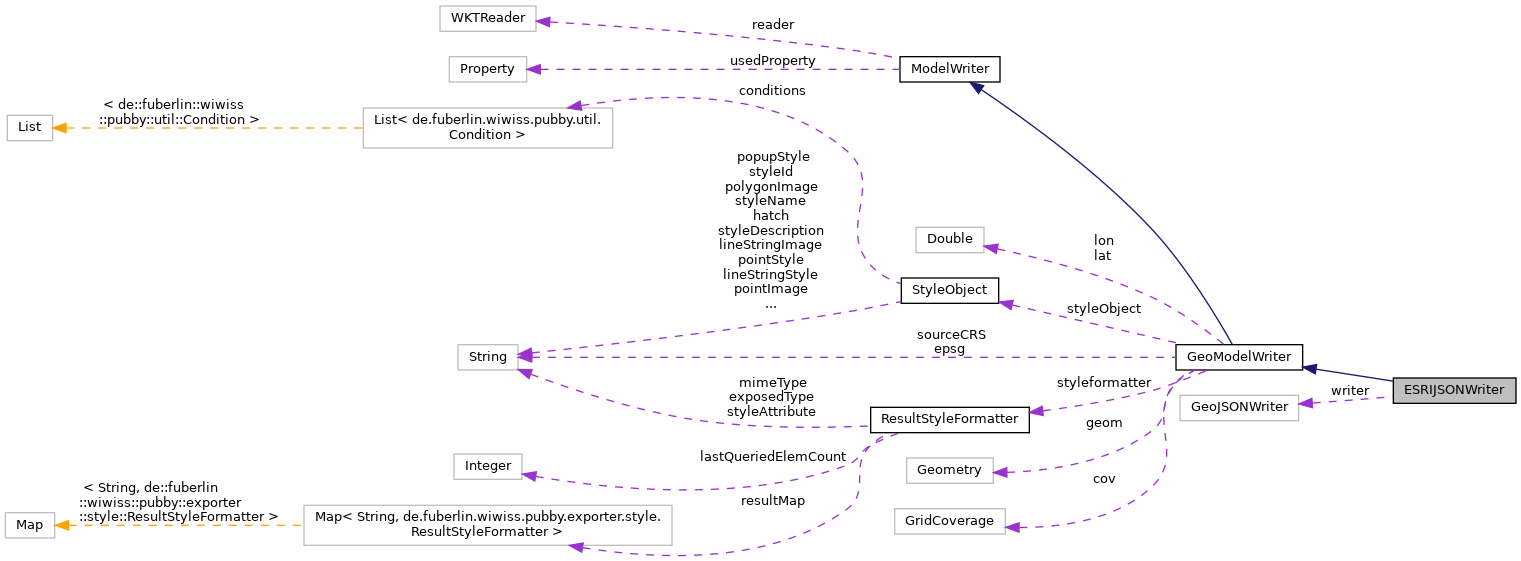 WKTReader
reader
Property
usedProperty
ModelWriter
conditions
< de::fuberlin::wiwiss
::pubby::util::Condition >
List
List< de.fuberlin.wiwiss.pubby.util.
Condition >
popupStyle
styleId
polygonImage
styleName
hatch
styleDescription
lineStringImage
pointStyle
lineStringStyle
pointImage
...
Double
lon
lat
StyleObject
styleObject
String
sourceCRS
epsg
GeoModelWriter
mimeType
exposedType
styleAttribute
styleformatter
ESRIJSONWriter
writer
GeoJSONWriter
ResultStyleFormatter
geom
Integer
lastQueriedElemCount
Geometry
cov
< String, de::fuberlin
::wiwiss::pubby::exporter
::style::ResultStyleFormatter >
Map
Map< String, de.fuberlin.wiwiss.pubby.exporter.style.
ResultStyleFormatter >
resultMap
GridCoverage